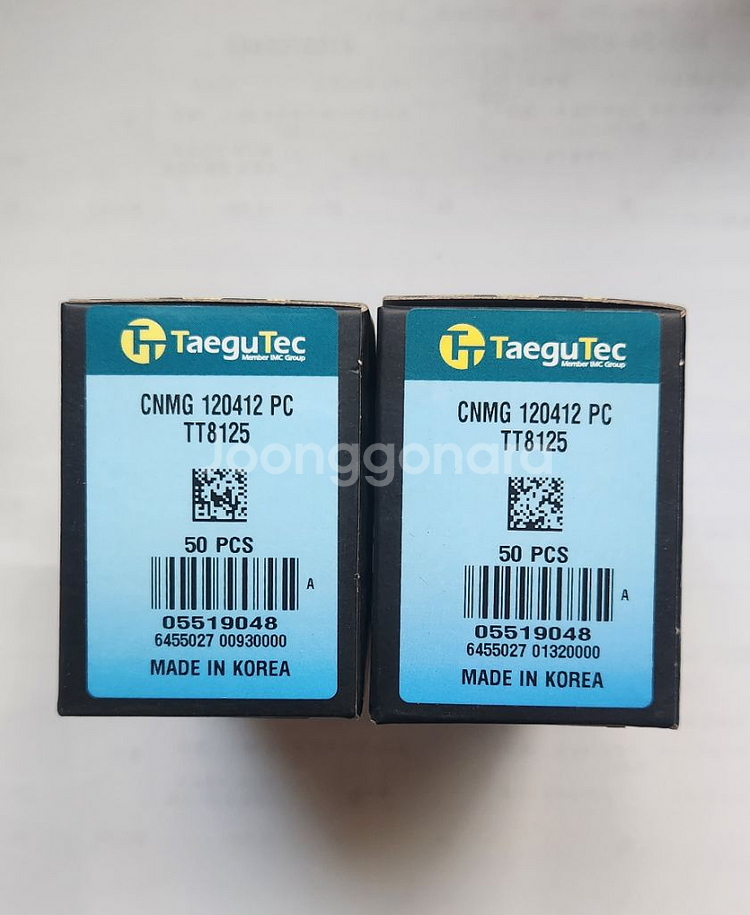 TaeguTec
Member IMC Group
CNMG 120412 PC
TT8125
50 PCS
A
05519048
6455027 00930000
MADE IN KOREA
TaeguTec
Member IMC Group
CNMG 120412 PC
TT8125
50 PCS
A
05519048
6455027 01320000
MADE IN KOREA
Joonggonara